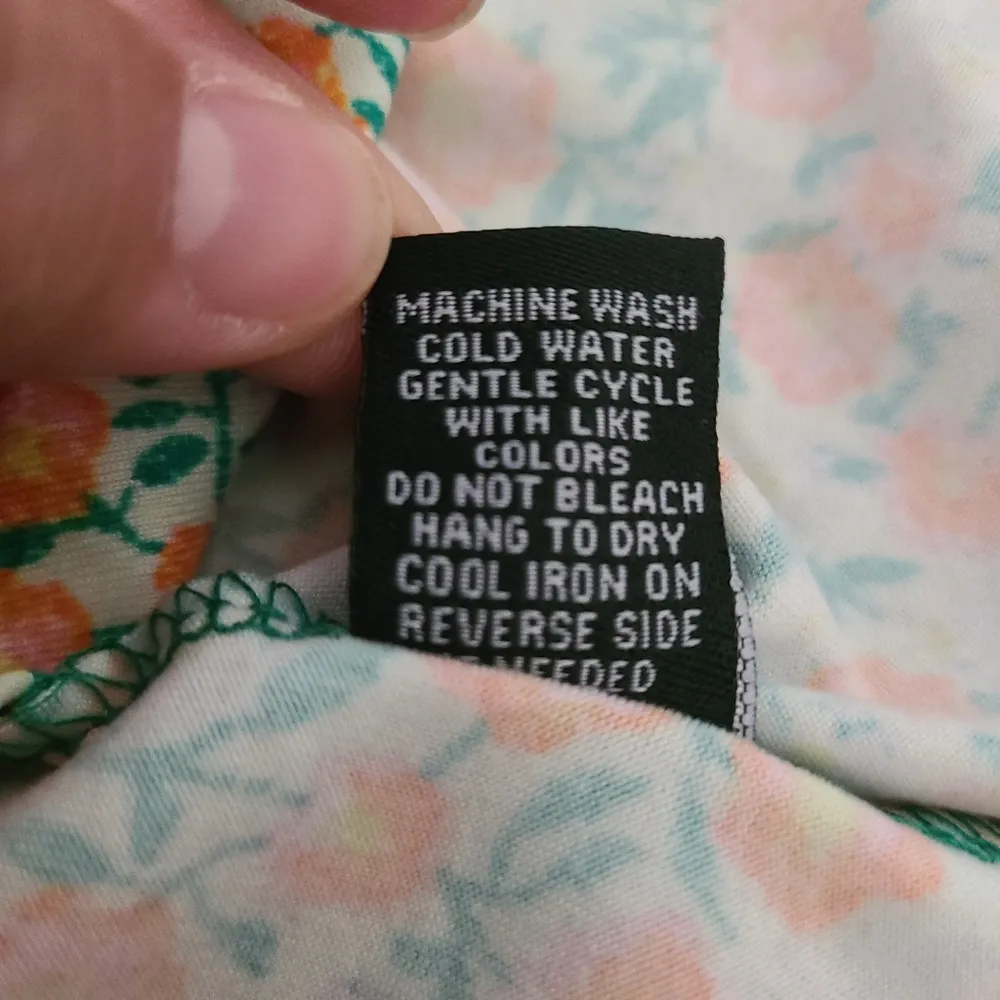 MACHINE WASH
COLD WATER
GENTLE CYCLE
WITH LIKE
COLORS
DO NOT BLEACH
HANG TO DRY
COOL IRON ON
REVERSE SIDE
NEEDED